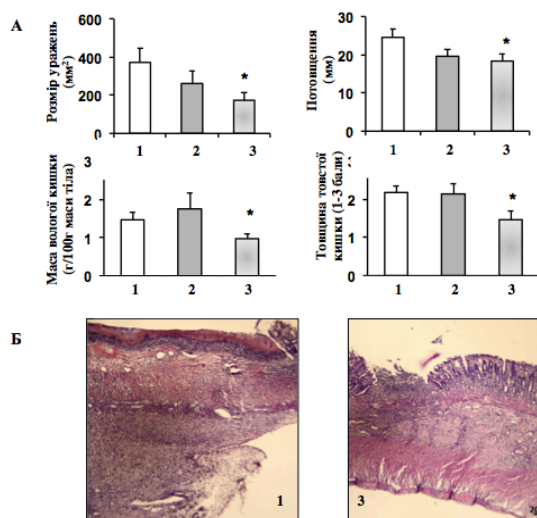 А
Розмір уражень
(мм²)
600
400
200
0
*
1 2 3
Потовщення
(мм)
30
20
10
0
*
1 2 3
Маса вологої кишки
(г/100г маси тіла)
3
2
1
0
*
1 2 3
Товщина товстої
кишки (1-3 бали)
3
2
1
0
*
1 2 3
Б
1
3